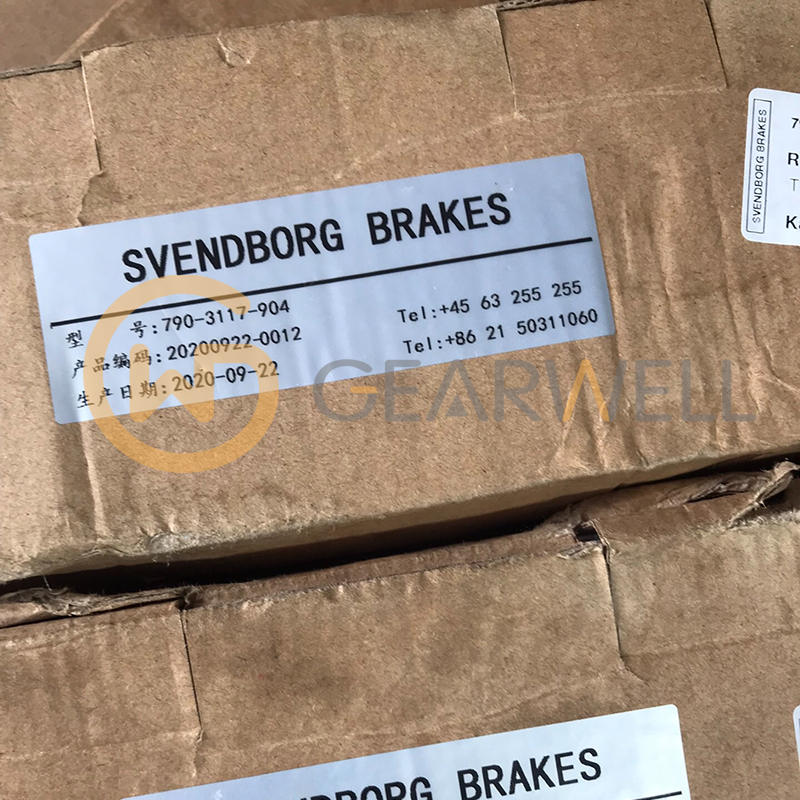 SVENDBORG BRAKES
型 号:790-3117-904
产品编码:20200922-0012
生产日期:2020-09-22
Tel:+45 63 255 255
Tel:+86 21 50311060
SVENDBORG BRAKES
GEARWELL
SVENDBORG BRAKES